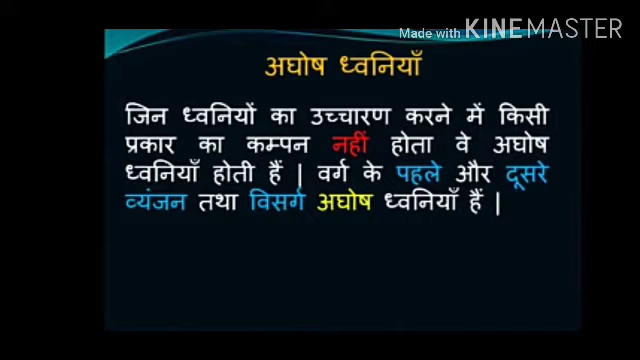 Made with KINEMASTER
अघोष ध्वनियाँ
जिन ध्वनियों का उच्चारण करने में किसी
प्रकार का कम्पन नहीं होता वे अघोष
ध्वनियाँ होती हैं | वर्ग के पहले और दूसरे
व्यंजन तथा विसर्ग अघोष ध्वनियाँ हैं |